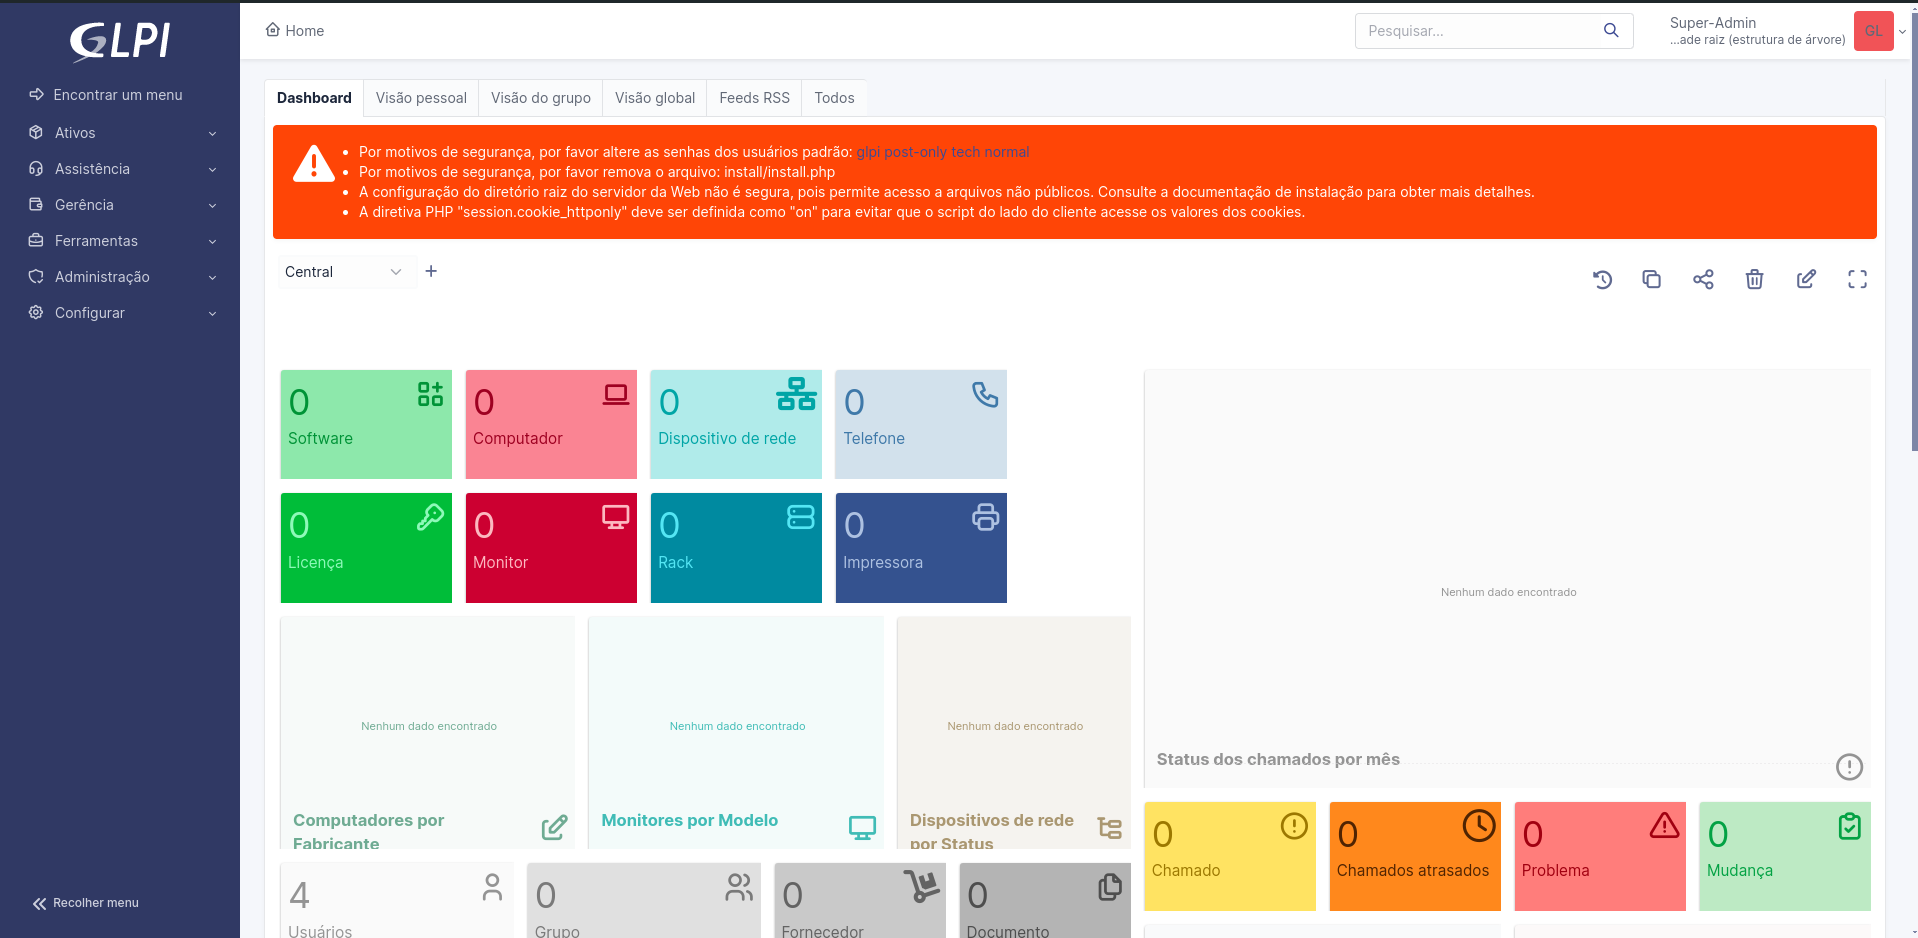 GLPI
Home
Pesquisar...
Super-Admin
...ade raiz (estrutura de árvore)
GL
Encontrar um menu
Ativos
Assistência
Gerência
Ferramentas
Administração
Configurar
Recolher menu
Dashboard
Visão pessoal
Visão do grupo
Visão global
Feeds RSS
Todos
Por motivos de segurança, por favor altere as senhas dos usuários padrão: glpi post-only tech normal
Por motivos de segurança, por favor remova o arquivo: install/install.php
A configuração do diretório raiz do servidor da Web não é segura, pois permite acesso a arquivos não públicos. Consulte a documentação de instalação para obter mais detalhes.
A diretiva PHP "session.cookie_httponly" deve ser definida como "on" para evitar que o script do lado do cliente acesse os valores dos cookies.
Central
0
Software
0
Computador
0
Dispositivo de rede
0
Telefone
0
Licença
0
Monitor
0
Rack
0
Impressora
Nenhum dado encontrado
Status dos chamados por mês
Nenhum dado encontrado
Computadores por
Fabricante
Nenhum dado encontrado
Monitores por Modelo
Nenhum dado encontrado
Dispositivos de rede
por Status
0
Chamado
0
Chamados atrasados
0
Problema
0
Mudança
4
Usuários
0
Grupo
0
Fornecedor
0
Documento